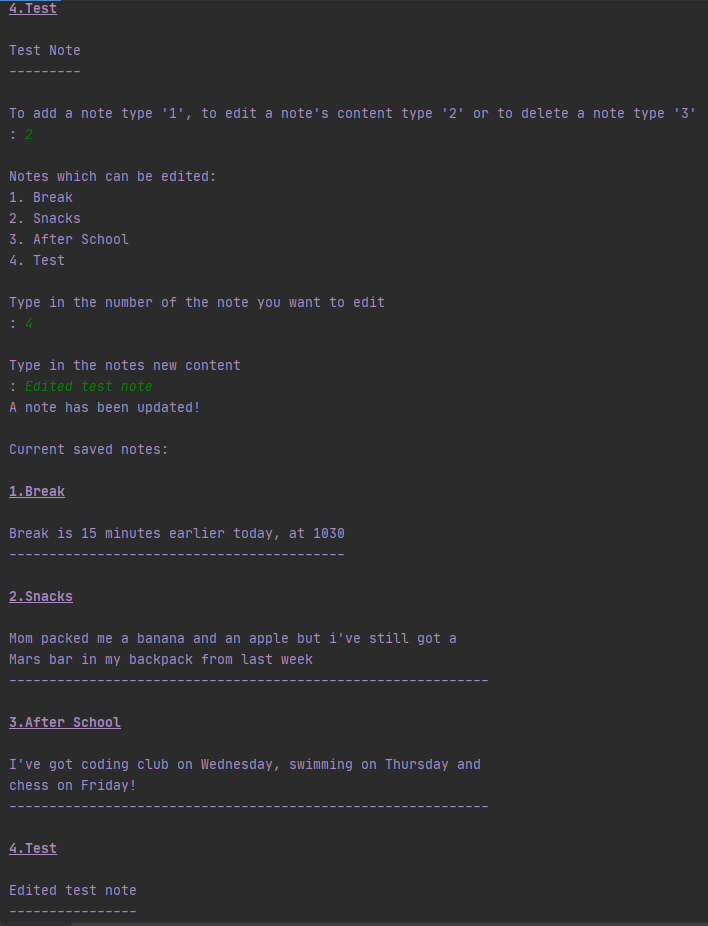 4.Test
Test Note
---------
To add a note type '1', to edit a note's content type '2' or to delete a note type '3'
: 2
Notes which can be edited:
1. Break
2. Snacks
3. After School
4. Test
Type in the number of the note you want to edit
: 4
Type in the notes new content
: Edited test note
A note has been updated!
Current saved notes:
1.Break
Break is 15 minutes earlier today, at 1030
------------------------------------------
2.Snacks
Mom packed me a banana and an apple but i've still got a
Mars bar in my backpack from last week
------------------------------------------------------------
3.After School
I've got coding club on Wednesday, swimming on Thursday and
chess on Friday!
------------------------------------------------------------
4.Test
Edited test note
----------------